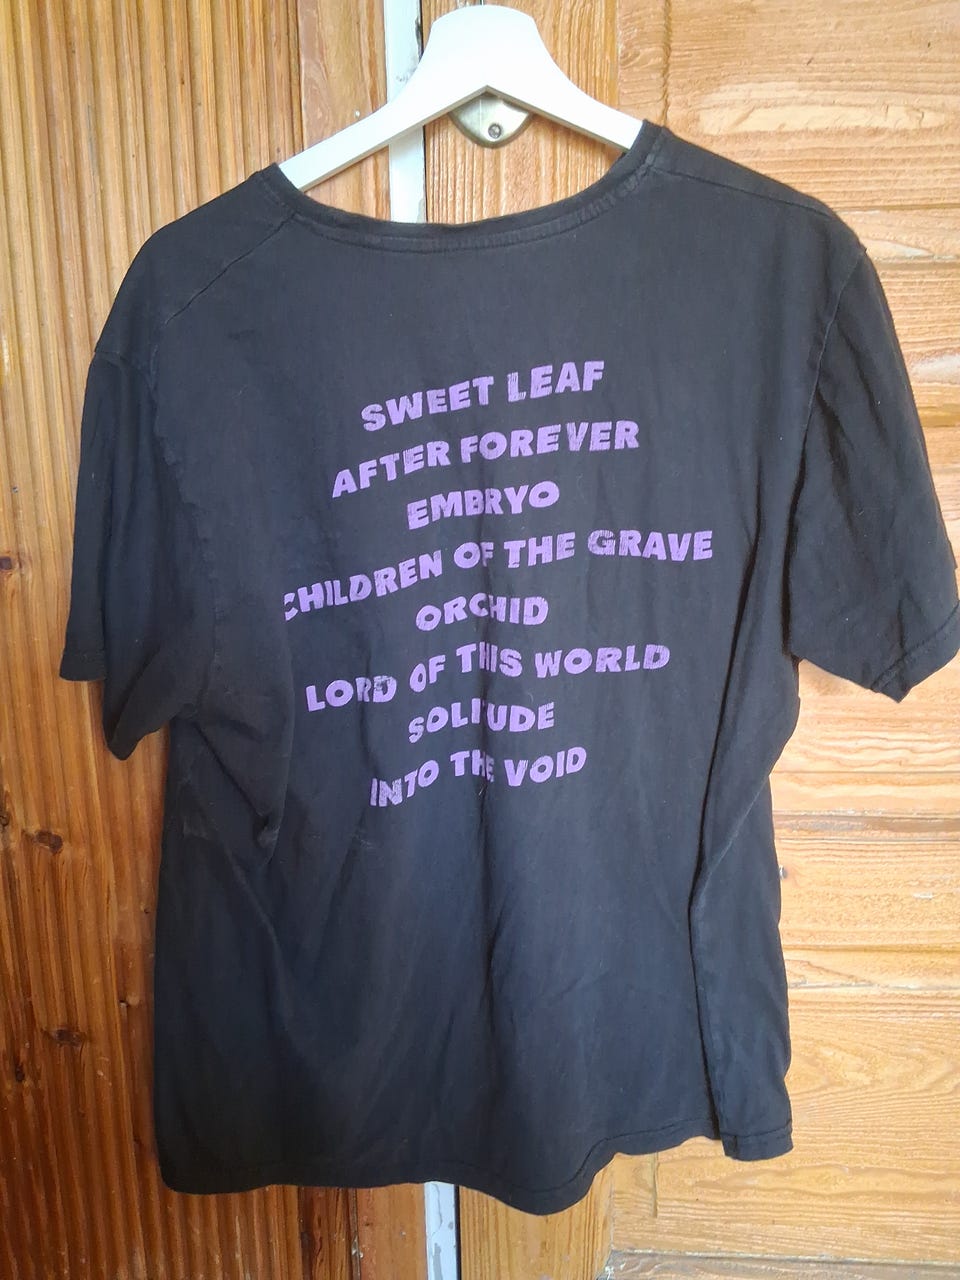 SWEET LEAF
AFTER FOREVER
EMBRYO
CHILDREN OF THE GRAVE
ORCHID
LORD OF THIS WORLD
SOLITUDE
INTO THE VOID